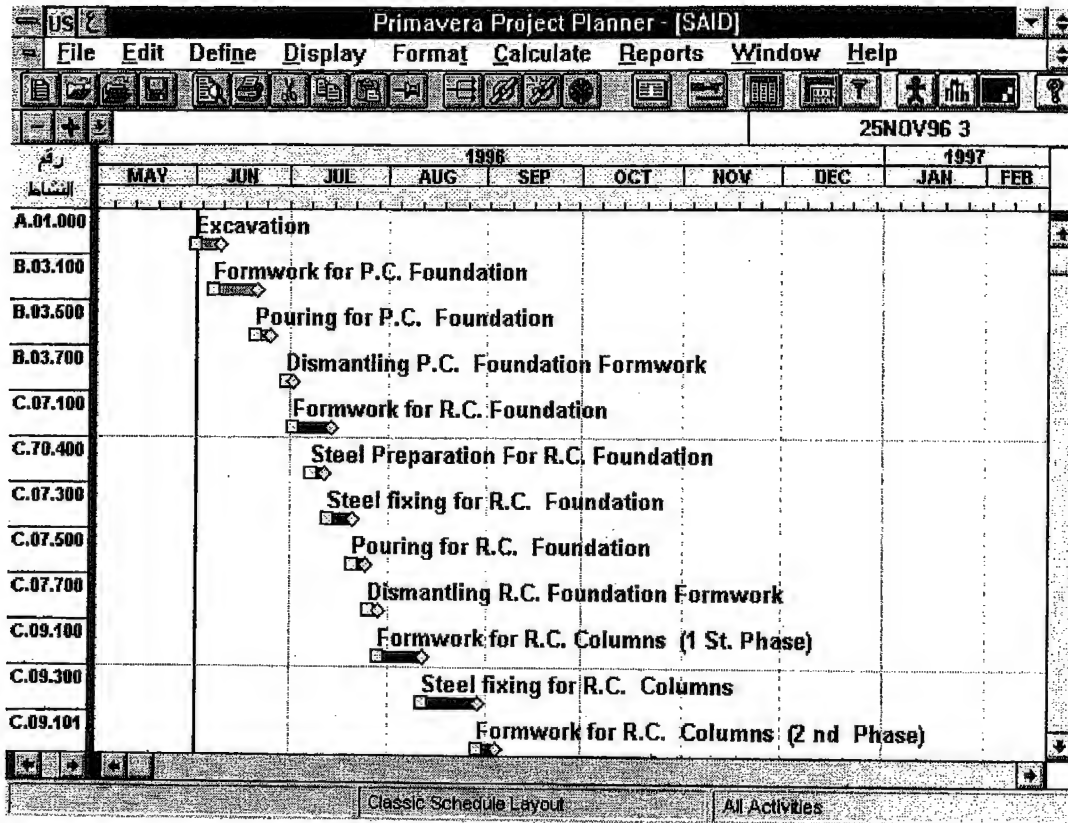 US ع Primavera Project Planner - [SAID]
File Edit Define Display Format Calculate Reports Window Help
25NOV96 3
رقم
النشاط
1996 1997
MAY JUN JUL AUG SEP OCT NOV DEC JAN FEB
A.01.000 Excavation
B.03.100 Formwork for P.C. Foundation
B.03.500 Pouring for P.C. Foundation
B.03.700 Dismantling P.C. Foundation Formwork
C.07.100 Formwork for R.C. Foundation
C.70.400 Steel Preparation For R.C. Foundation
C.07.300 Steel fixing for R.C. Foundation
C.07.500 Pouring for R.C. Foundation
C.07.700 Dismantling R.C. Foundation Formwork
C.09.100 Formwork for R.C. Columns (1 St. Phase)
C.09.300 Steel fixing for R.C. Columns
C.09.101 Formwork for R.C. Columns (2 nd Phase)
Classic Schedule Layout All Activities